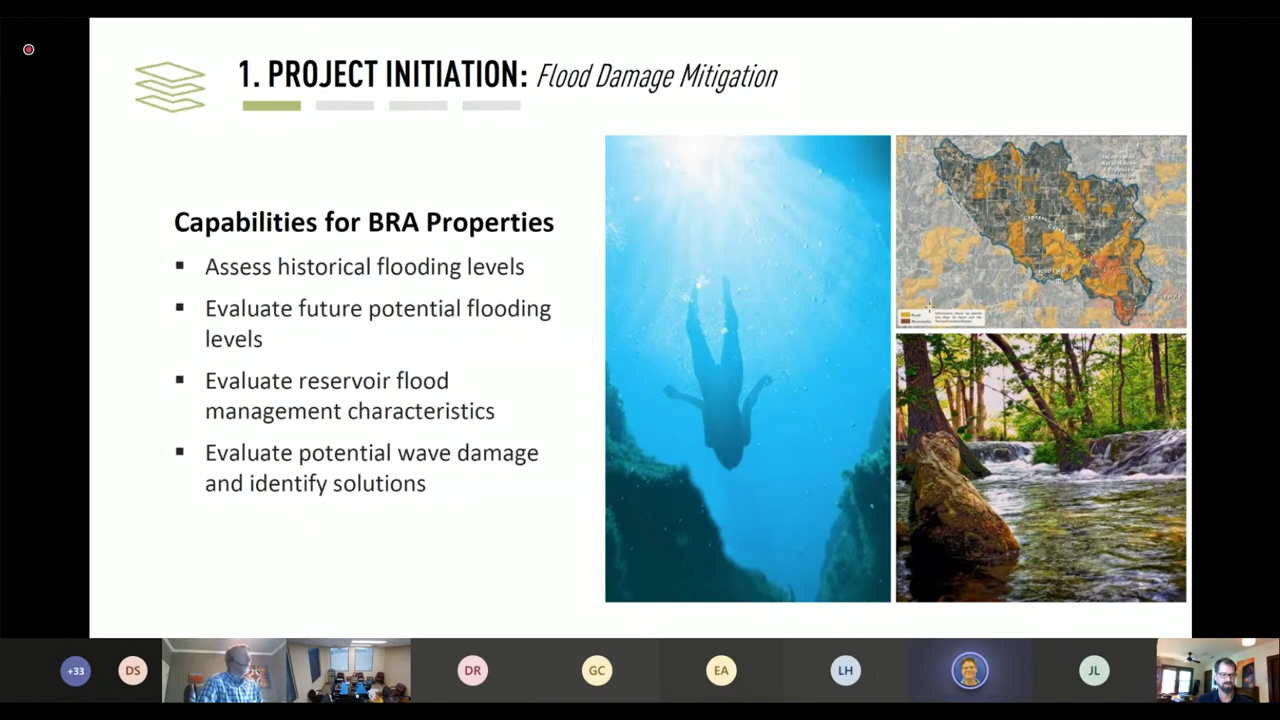 1. PROJECT INITIATION: Flood Damage Mitigation
Capabilities for BRA Properties
▪ Assess historical flooding levels
▪ Evaluate future potential flooding
levels
▪ Evaluate reservoir flood
management characteristics
▪ Evaluate potential wave damage
and identify solutions
+33
DS
DR
GC
EA
LH
JL